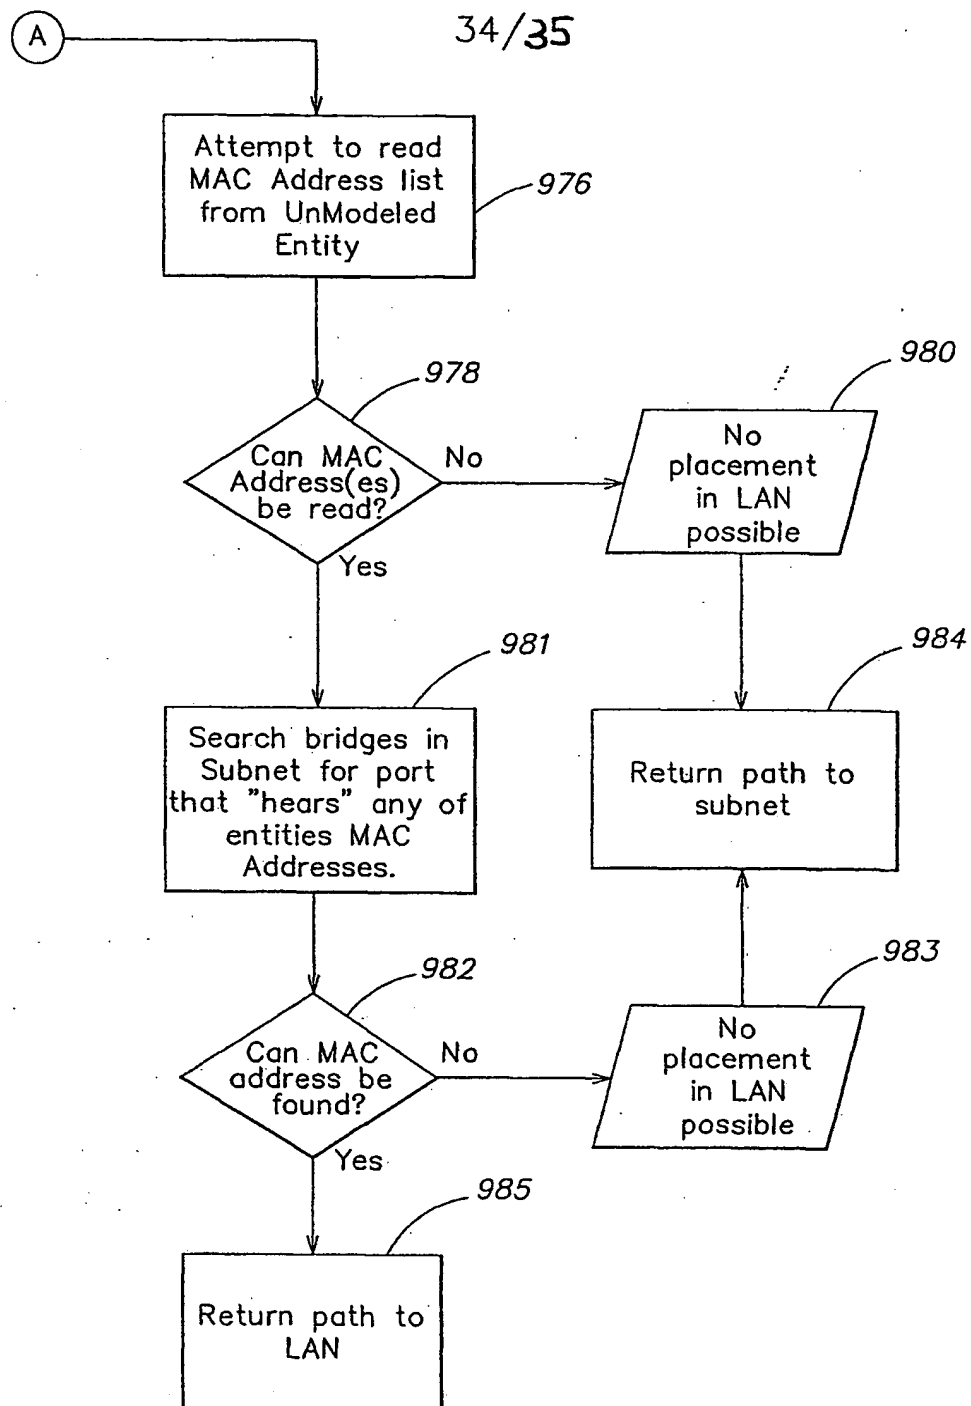 A
34/35
Attempt to read
MAC Address list
from UnModeled
Entity
976
978
Can MAC
Address(es)
be read?
No
Yes
980
No
placement
in LAN
possible
981
Search bridges in
Subnet for port
that "hears" any of
entities MAC
Addresses.
984
Return path to
subnet
982
Can MAC
address be
found?
No
Yes
983
No
placement
in LAN
possible
985
Return path to
LAN